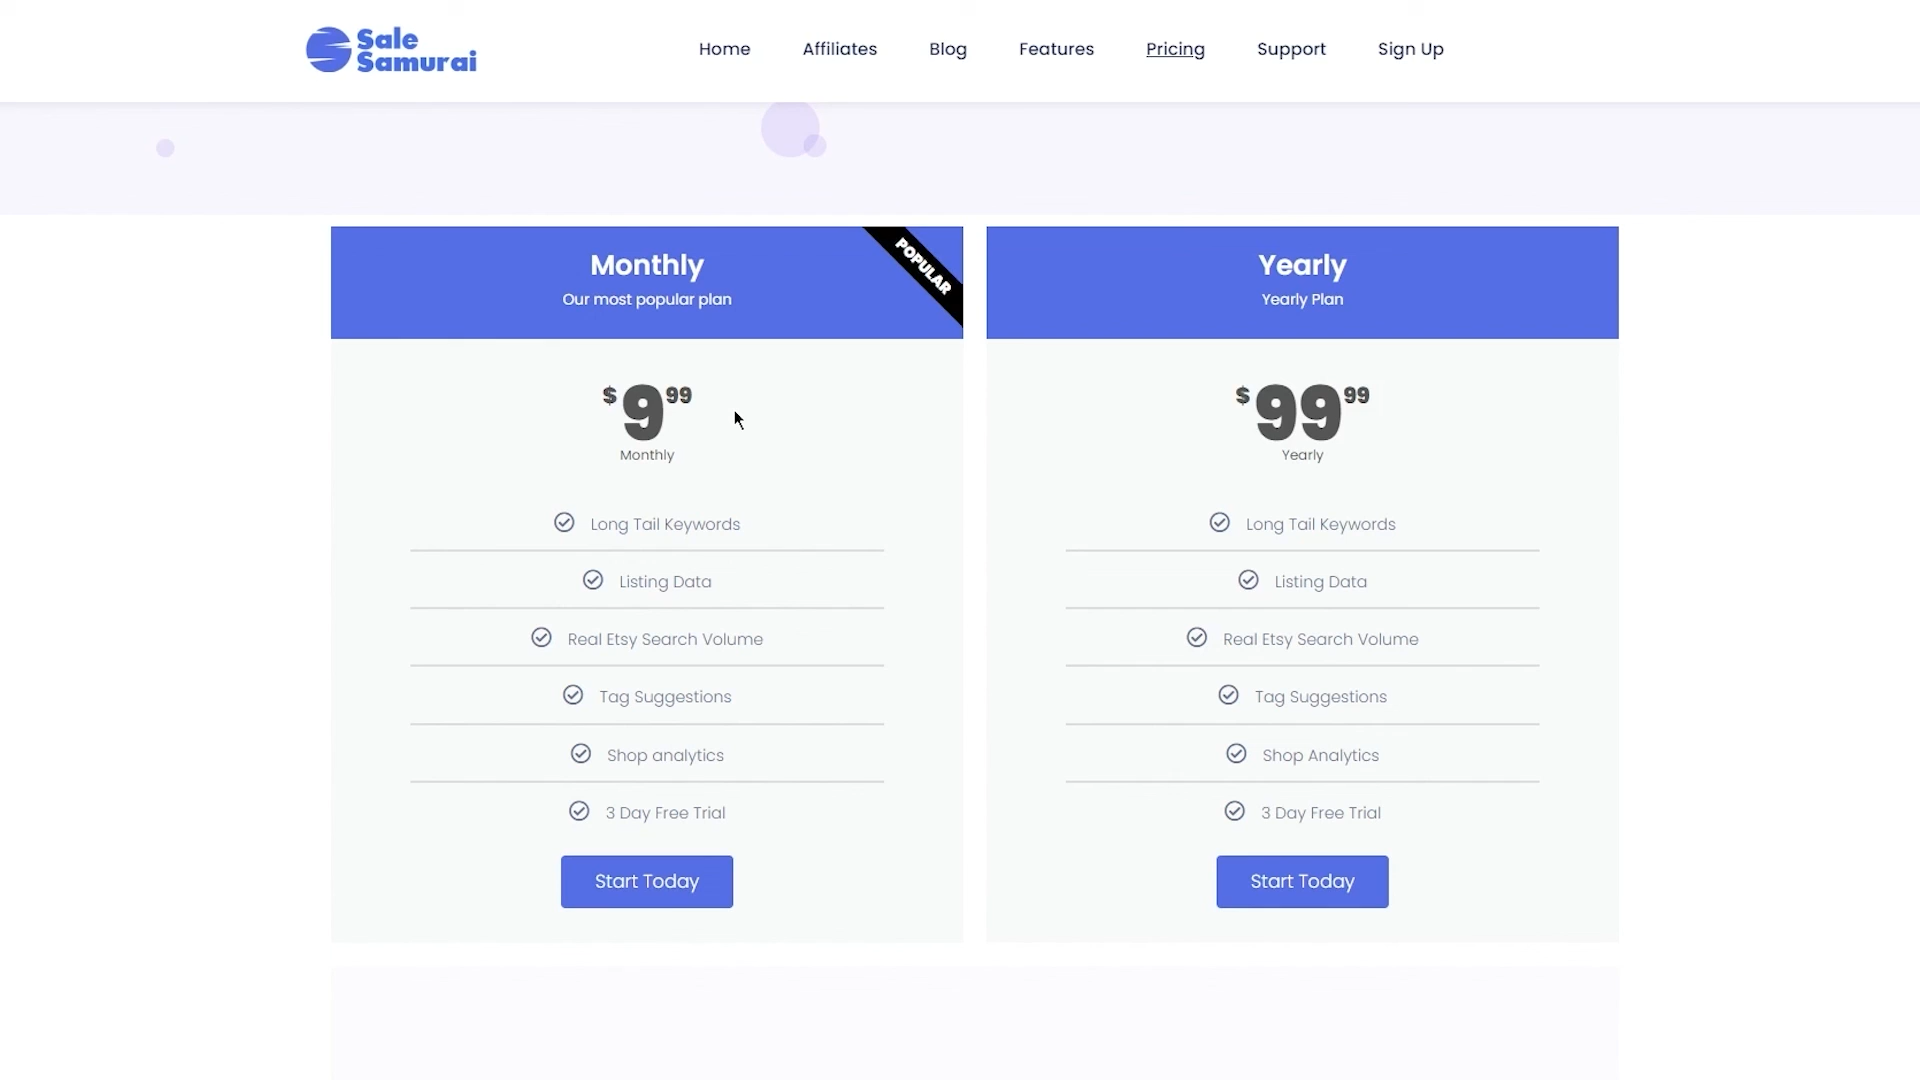 Sale
Samurai
Home
Affiliates
Blog
Features
Pricing
Support
Sign Up
Monthly
Our most popular plan
POPULAR
$9 99
Monthly
Long Tail Keywords
Listing Data
Real Etsy Search Volume
Tag Suggestions
Shop analytics
3 Day Free Trial
Start Today
Yearly
Yearly Plan
$99 99
Yearly
Long Tail Keywords
Listing Data
Real Etsy Search Volume
Tag Suggestions
Shop Analytics
3 Day Free Trial
Start Today